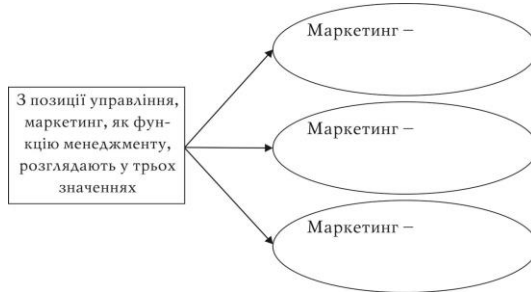 Маркетинг –
З позиції управління,
маркетинг, як фун-
кцію менеджменту,
розглядають у трьох
значеннях
Маркетинг –
Маркетинг –